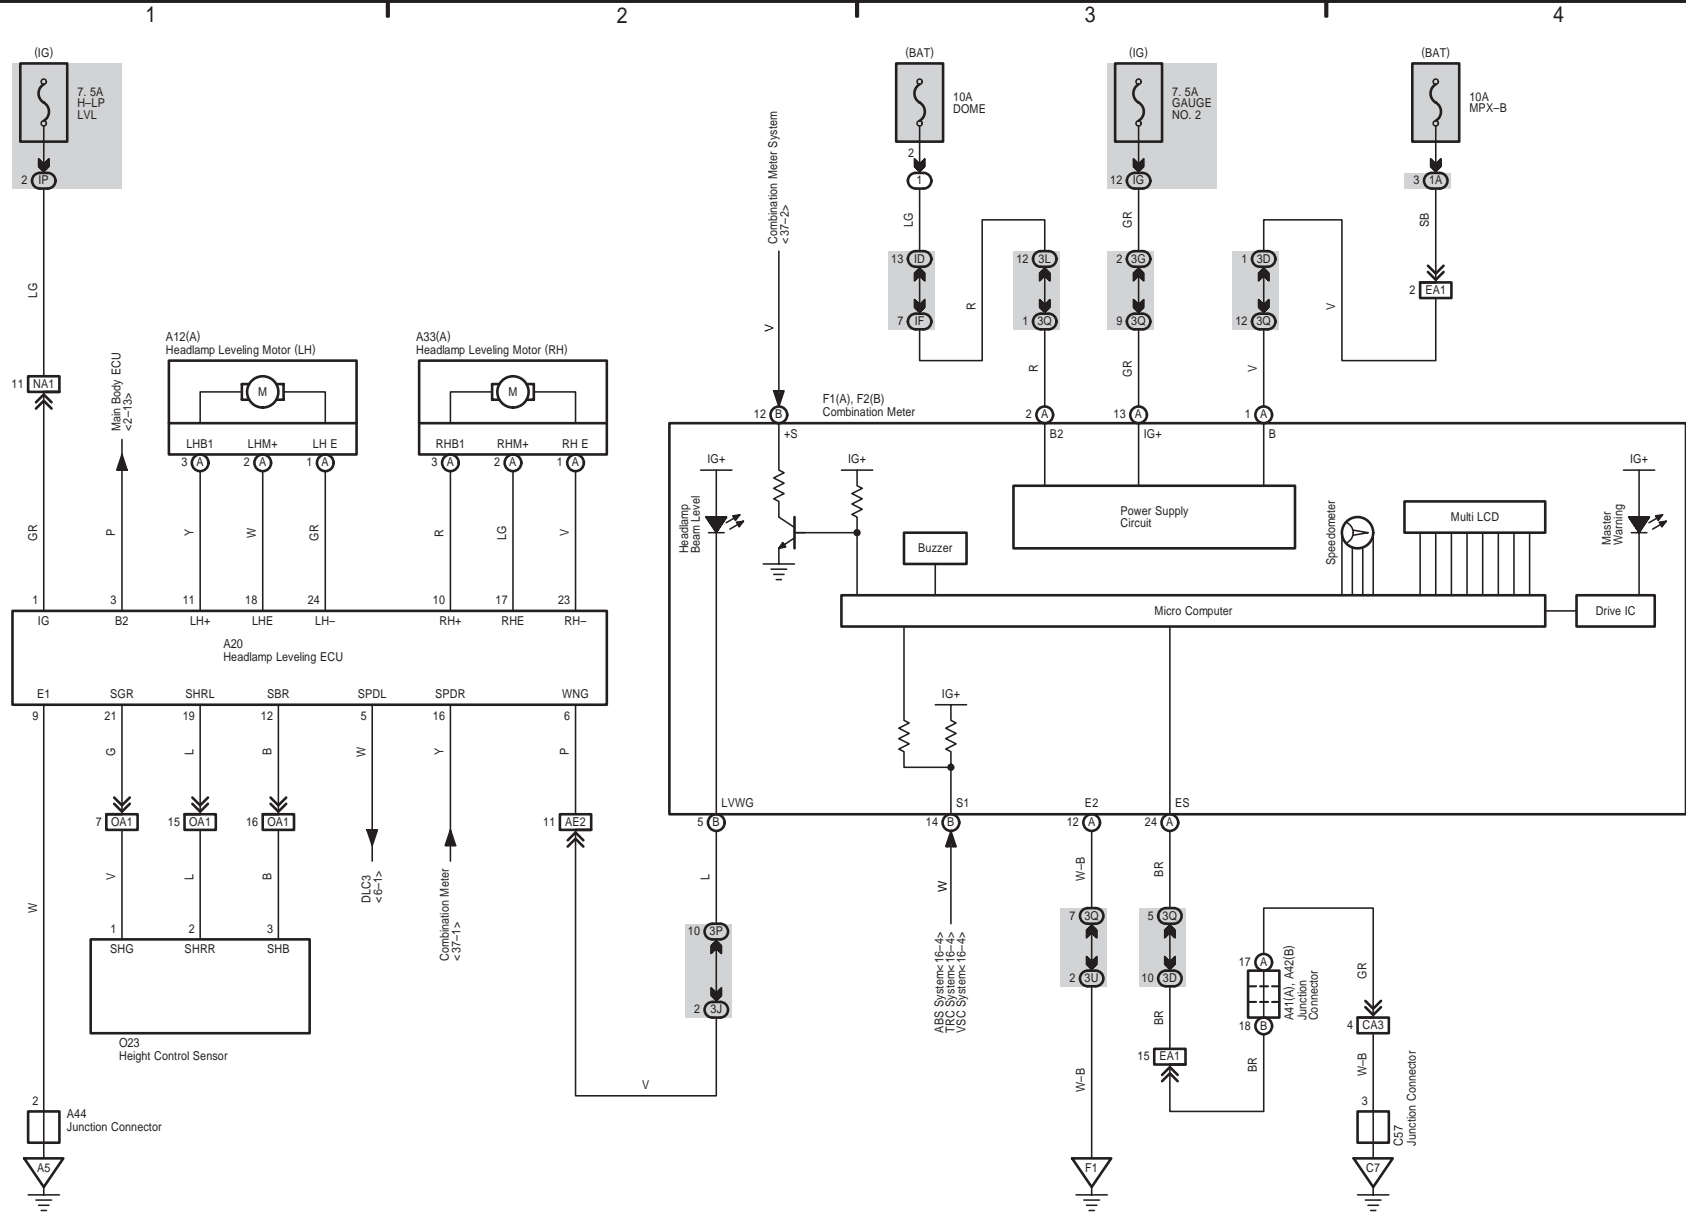 1
2
3
4
(IG)
7. 5A
H–LP
LVL
2 IP
LG
11 NA1
GR
Main Body ECU
<2–13>
P
A12(A)
Headlamp Leveling Motor (LH)
M
LHB1 LHM+ LH E
3 A 2 A 1 A
Y W GR
A33(A)
Headlamp Leveling Motor (RH)
M
RHB1 RHM+ RH E
3 A 2 A 1 A
R LG V
1 3 11 18 24 10 17 23
IG B2 LH+ LHE LH– RH+ RHE RH–
A20
Headlamp Leveling ECU
E1 SGR SHRL SBR SPDL SPDR WNG
9 21 19 12 5 16 6
G L B W Y P
7 OA1 15 OA1 16 OA1 11 AE2
V L B
W
DLC3
<6–1>
Combination Meter
<37–1>
1 2 3
SHG SHRR SHB
O23
Height Control Sensor
2
A44
Junction Connector
A5
V
Combination Meter System
<37–2>
V
(BAT)
10A
DOME
2
1
LG
13 ID
7 IF
R
12 3L
1 3Q
R
(IG)
7. 5A
GAUGE
NO. 2
12 IG
GR
2 3G
9 3Q
GR
(BAT)
10A
MPX–B
3 1A
SB
2 EA1
V
1 3D
12 3Q
V
F1(A), F2(B)
Combination Meter
12 B 2 A 13 A 1 A
+S B2 IG+ B
IG+ IG+ IG+
Headlamp
Beam Level
Power Supply
Circuit
Buzzer
Speedometer
Multi LCD
Master
Warning
Micro Computer
Drive IC
IG+
LVWG S1 E2 ES
5 B 14 B 12 A 24 A
L
10 3P
2 3J
W
ABS System<16–4>
TRC System<16–4>
VSC System<16–4>
W–B
7 3Q
2 3U
W–B
F1
BR
5 3Q
10 3D
BR
15 EA1
17 A
18 B
A41(A), A42(B)
Junction
Connector
BR
GR
4 CA3
W–B
3
C57
Junction Connector
C7